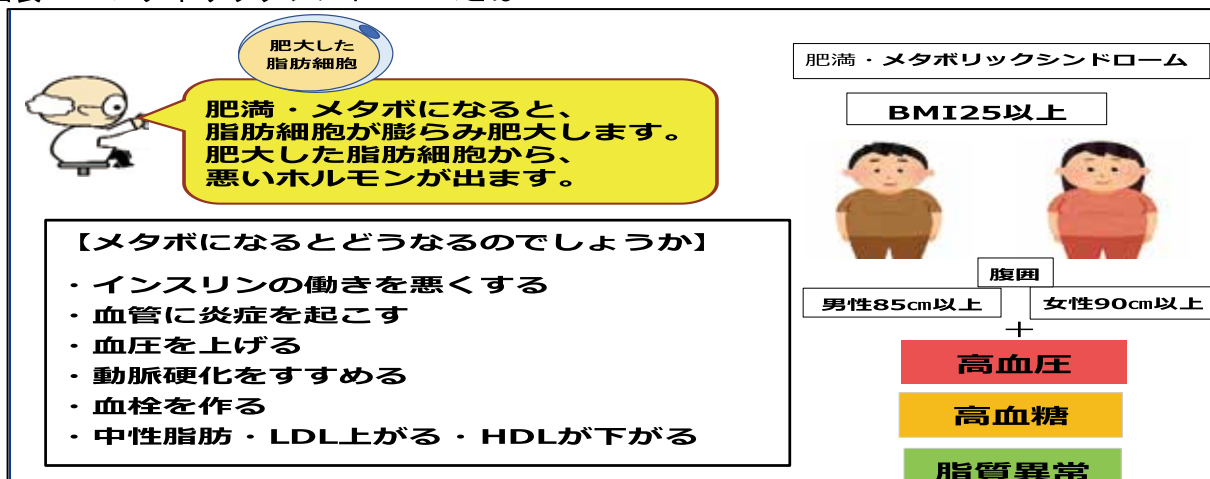 肥大した
脂肪細胞
肥満・メタボになると、
脂肪細胞が膨らみ肥大します。
肥大した脂肪細胞から、
悪いホルモンが出ます。
【メタボになるとどうなるのでしょうか】
・インスリンの働きを悪くする
・血管に炎症を起こす
・血圧を上げる
・動脈硬化をすすめる
・血栓を作る
・中性脂肪・LDL上がる・HDLが下がる
肥満・メタボリックシンドローム
BMI25以上
腹囲
男性85㎝以上
女性90㎝以上
＋
高血圧
高血糖
脂質異常